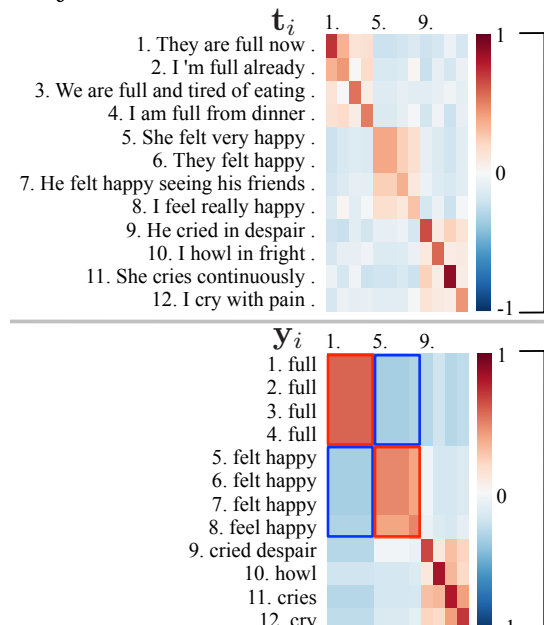 t_i 1. 5. 9.
1. They are full now .
2. I 'm full already .
3. We are full and tired of eating .
4. I am full from dinner .
5. She felt very happy .
6. They felt happy .
7. He felt happy seeing his friends .
8. I feel really happy .
9. He cried in despair .
10. I howl in fright .
11. She cries continuously .
12. I cry with pain .
1
0
-1
y_i 1. 5. 9.
1. full
2. full
3. full
4. full
5. felt happy
6. felt happy
7. felt happy
8. feel happy
9. cried despair
10. howl
11. cries
12. cry
1
0
-1